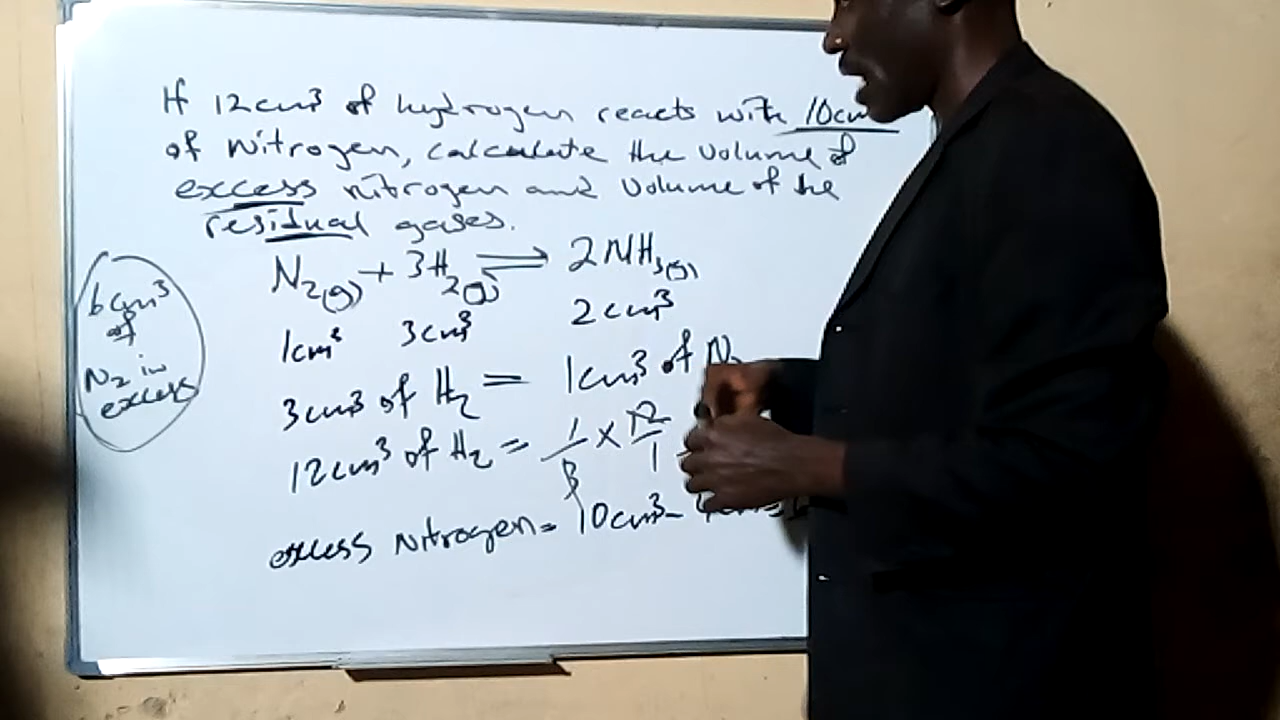 If 12cm³ of hydrogen reacts with 10cm
of nitrogen, calculate the volume of
excess nitrogen and volume of the
residual gases.
N₂(g) + 3H₂(g) ⇌ 2NH₃(g)
1cm³ 3cm³ 2cm³
3cm³ of H₂ = 1cm³ of N₂
12cm³ of H₂ = 1/3 × 12/1
excess Nitrogen = 10cm³ -
6cm³
of
N₂ in
excess